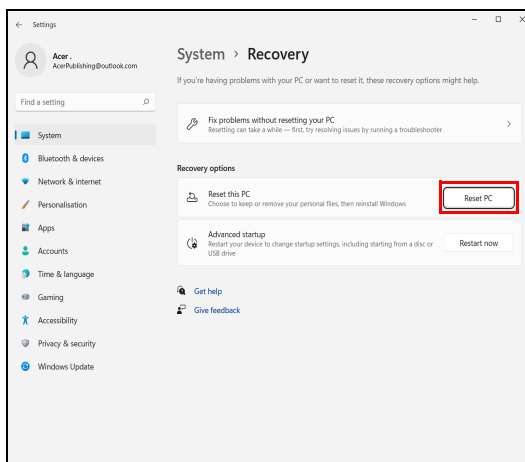 Settings
Acer .
AcerPublishing@outlook.com
Find a setting
System
Bluetooth & devices
Network & internet
Personalisation
Apps
Accounts
Time & language
Gaming
Accessibility
Privacy & security
Windows Update
System > Recovery
If you're having problems with your PC or want to reset it, these recovery options might help.
Fix problems without resetting your PC
Resetting can take a while — first, try resolving issues by running a troubleshooter
Recovery options
Reset this PC
Choose to keep or remove your personal files, then reinstall Windows
Reset PC
Advanced startup
Restart your device to change startup settings, including starting from a disc or
USB drive
Restart now
Get help
Give feedback